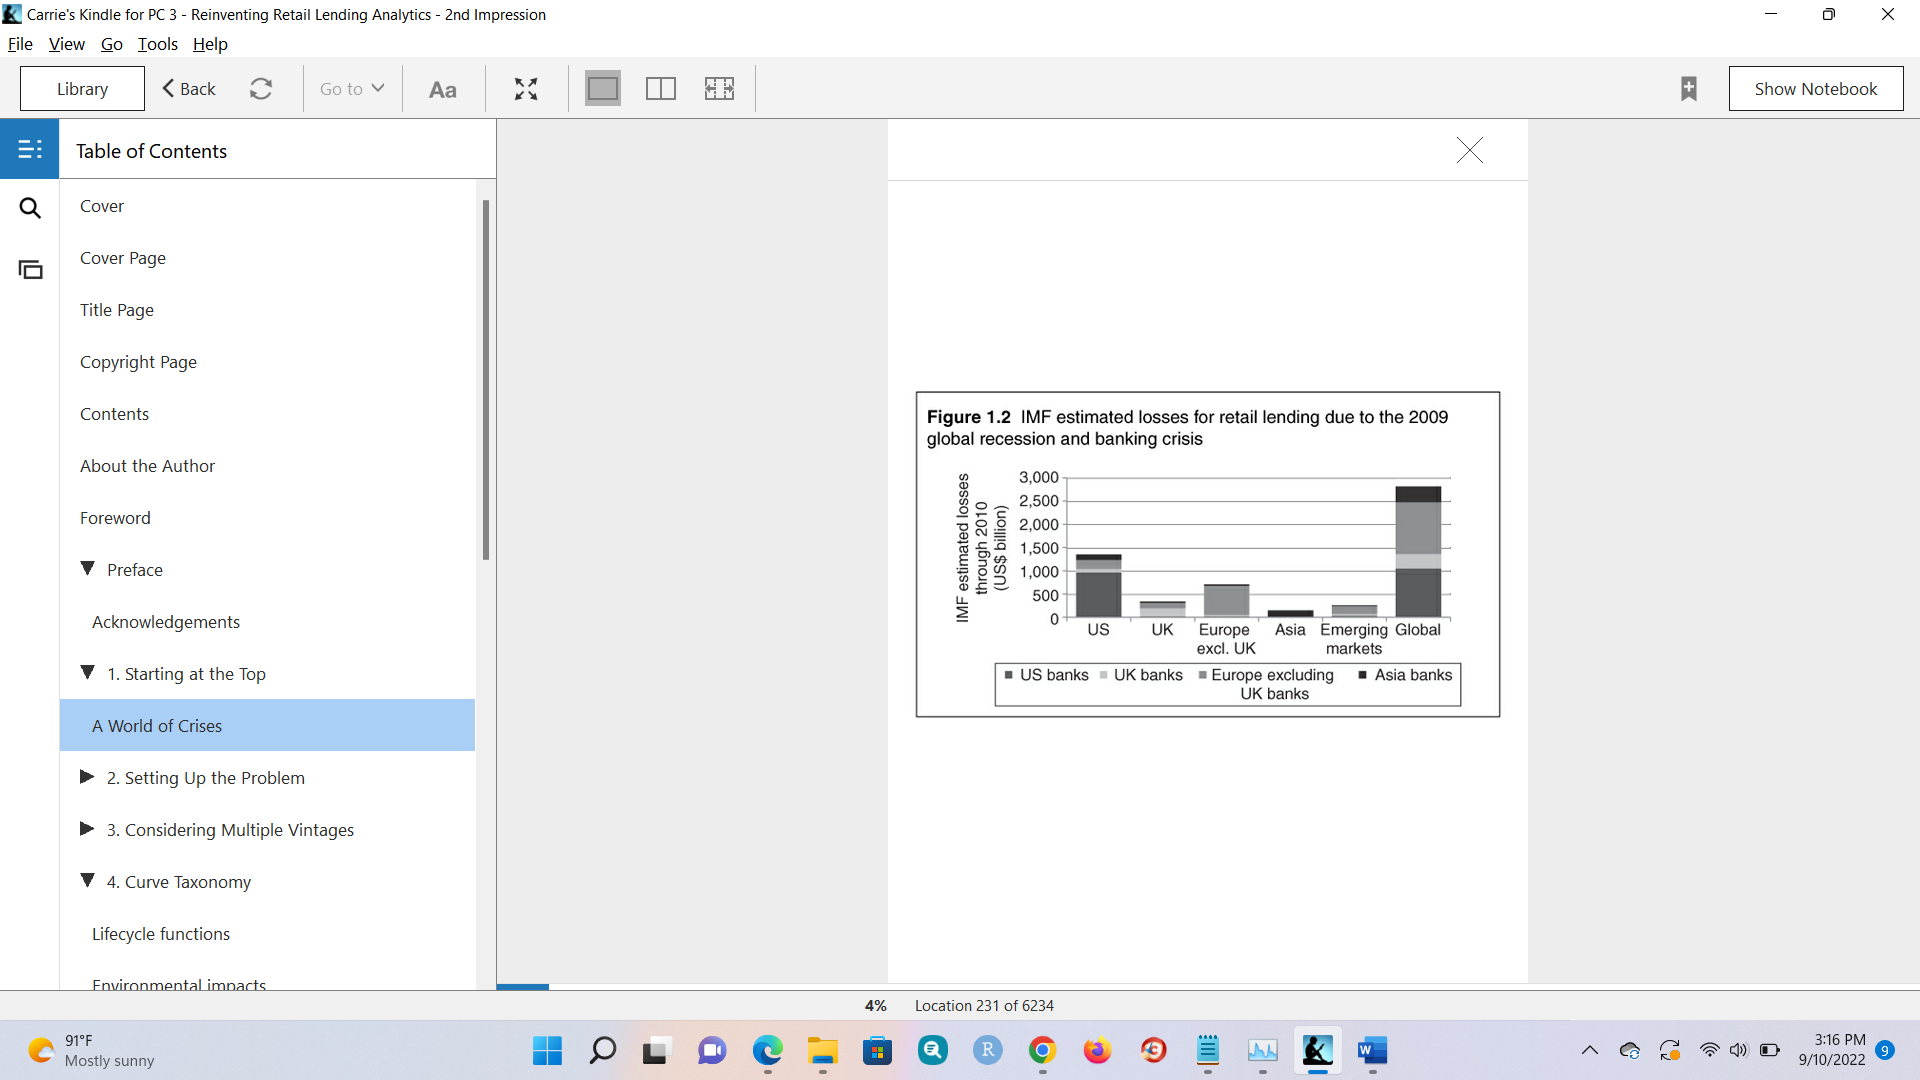 Carrie's Kindle for PC 3 - Reinventing Retail Lending Analytics - 2nd Impression
File View Go Tools Help
Library Back Go to Aa Show Notebook
Table of Contents
Cover
Cover Page
Title Page
Copyright Page
Contents
About the Author
Foreword
Preface
Acknowledgements
1. Starting at the Top
A World of Crises
2. Setting Up the Problem
3. Considering Multiple Vintages
4. Curve Taxonomy
Lifecycle functions
Environmental impacts
Figure 1.2 IMF estimated losses for retail lending due to the 2009
global recession and banking crisis
IMF estimated losses
through 2010
(US$ billion)
3,000
2,500
2,000
1,500
1,000
500
0
US UK Europe Asia Emerging Global
excl. UK markets
US banks UK banks Europe excluding Asia banks
UK banks
4% Location 231 of 6234
91°F
Mostly sunny
R
W
3:16 PM
9/10/2022
9